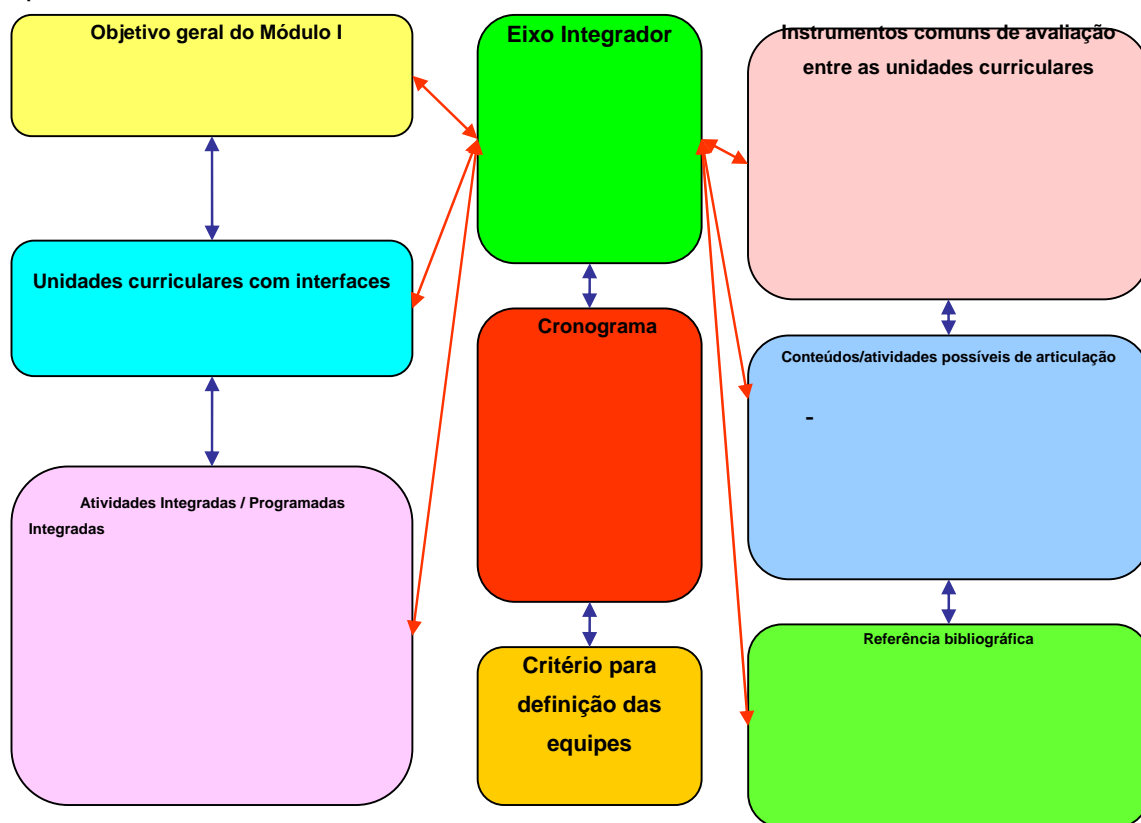 Objetivo geral do Módulo I
Eixo Integrador
Instrumentos comuns de avaliação
entre as unidades curriculares
Unidades curriculares com interfaces
Cronograma
Conteúdos/atividades possíveis de articulação
-
Atividades Integradas / Programadas
Integradas
Critério para
definição das
equipes
Referência bibliográfica